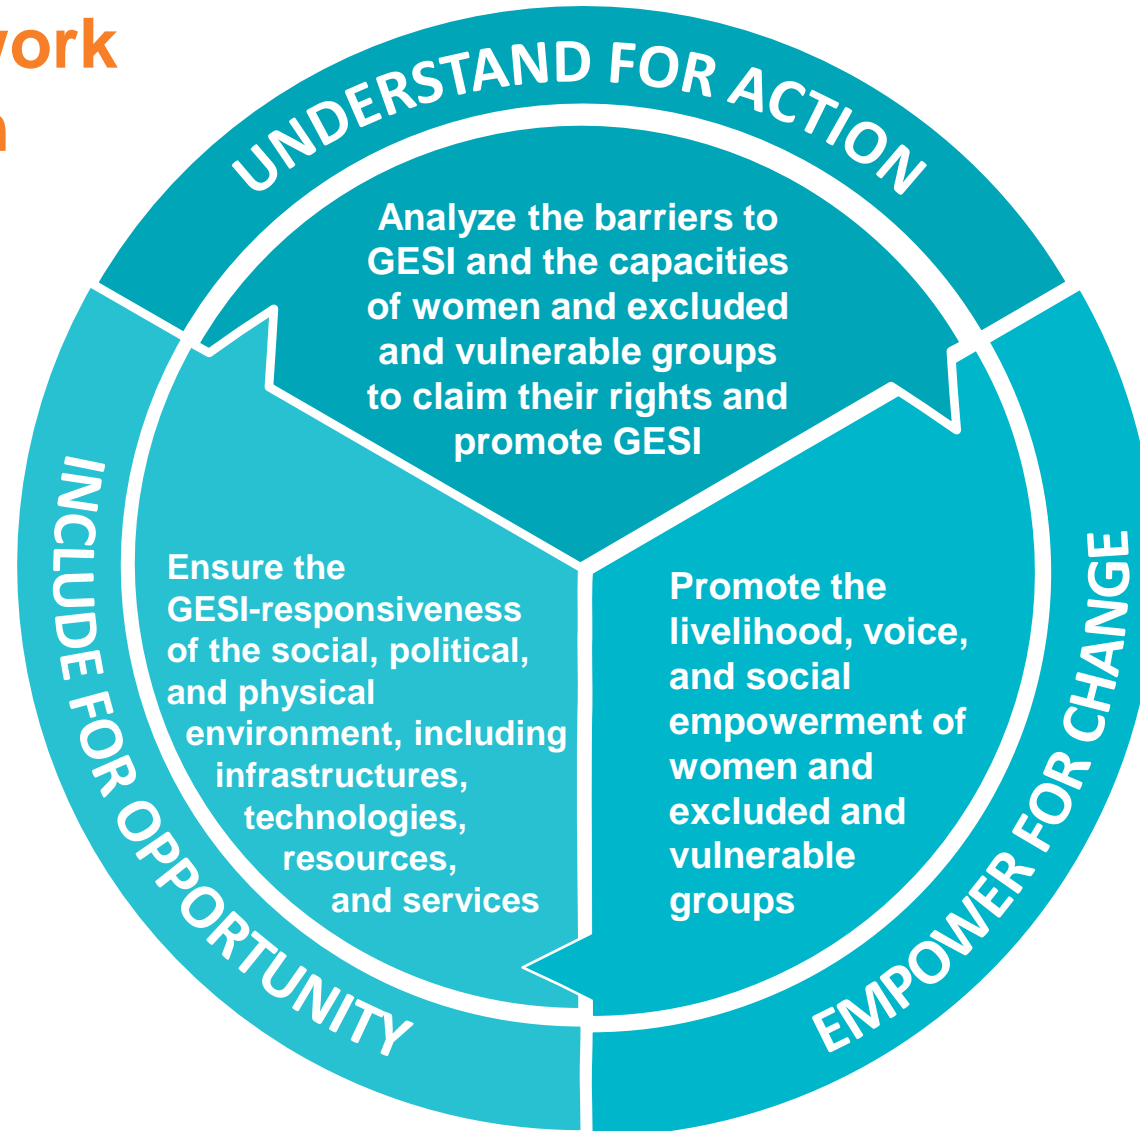 work
n
UNDERSTAND FOR ACTION
Analyze the barriers to
GESI and the capacities
of women and excluded
and vulnerable groups
to claim their rights and
promote GESI
INCLUDE FOR OPPORTUNITY
Ensure the
GESI-responsiveness
of the social, political,
and physical
environment, including
infrastructures,
technologies,
resources,
and services
EMPOWER FOR CHANGE
Promote the
livelihood, voice,
and social
empowerment of
women and
excluded and
vulnerable
groups